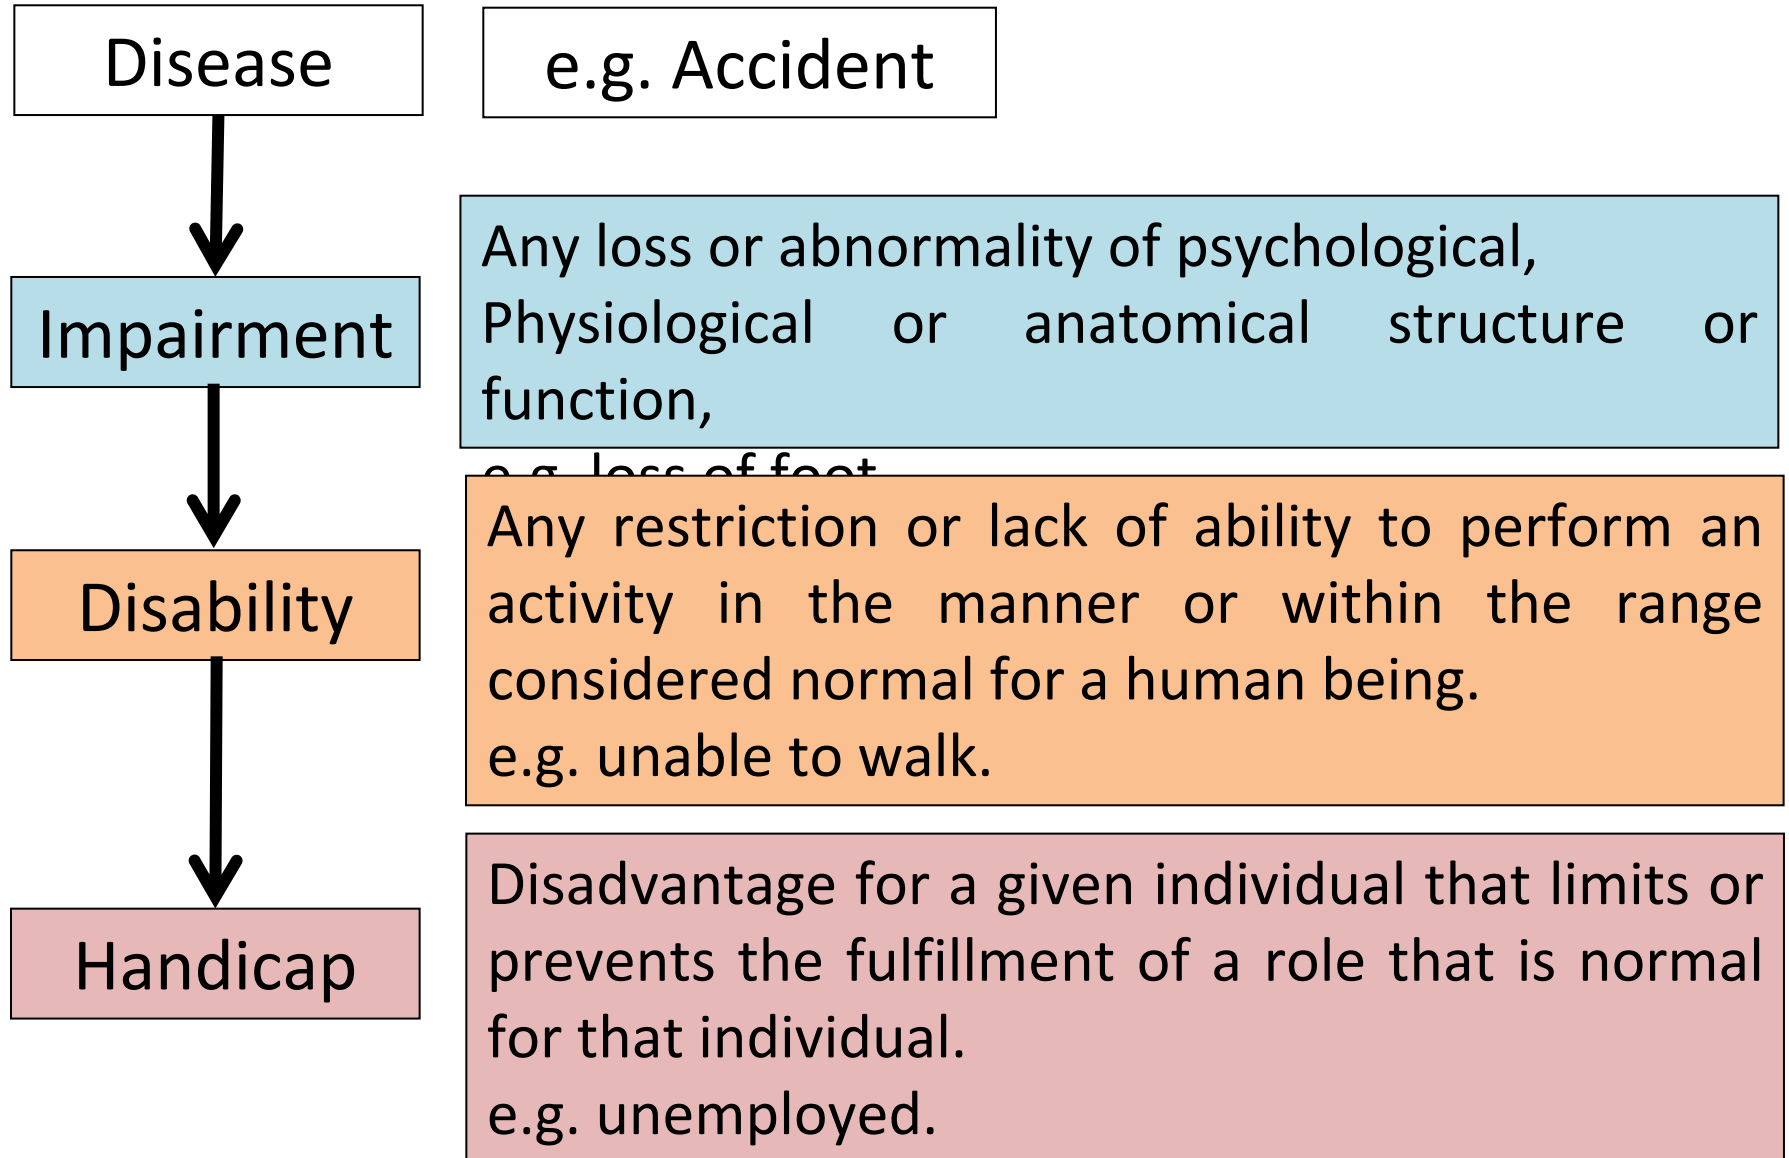 Disease
e.g. Accident
Impairment
Any loss or abnormality of psychological,
Physiological or anatomical structure or
function,
e.g. loss of foot
Disability
Any restriction or lack of ability to perform an
activity in the manner or within the range
considered normal for a human being.
e.g. unable to walk.
Handicap
Disadvantage for a given individual that limits or
prevents the fulfillment of a role that is normal
for that individual.
e.g. unemployed.